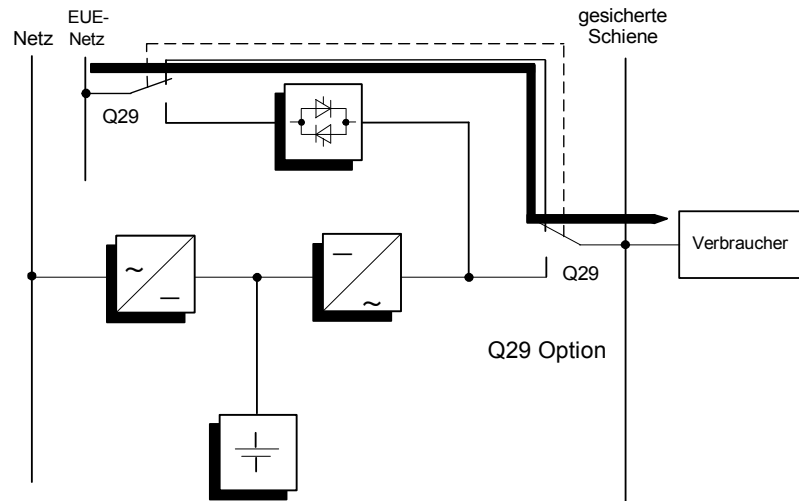 Netz
EUE-
Netz
gesicherte
Schiene
Q29
Verbraucher
Q29
Q29 Option